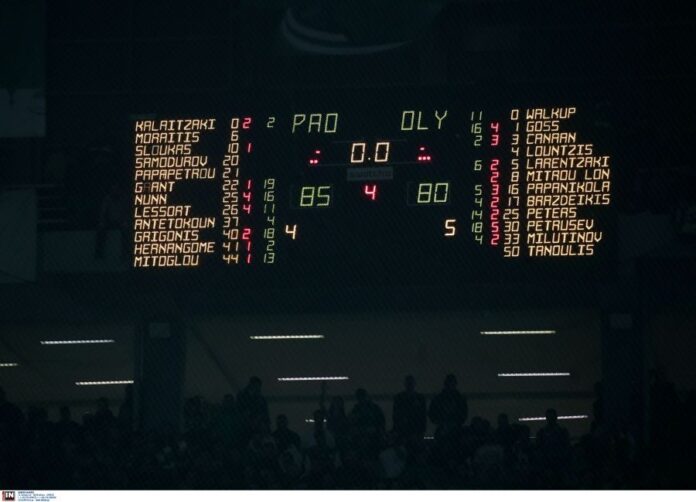 PAO OLY
0.0
swatch
85 4 80
4 5
KALAITZAKI 0 2 2
MORAITIS 6
SLOUKAS 10 1
SAMODUROV 20
PAPAPETROU 21
GRANT 22 1 19
NUNN 25 4 16
LESSORT 26 4 11
ANTETOKOUN 37 4
GRIGONIS 40 2 18
HERNANGOME 41 1 2
MITOGLOU 44 1 13
11 0 WALKUP
16 4 1 GOSS
2 3 3 CANAAN
4 LOUNTZIS
6 2 5 LARENTZAKI
2 8 MITROU LON
5 3 16 PAPANIKOLA
4 2 17 BRAZDEIKIS
14 2 25 PETERS
18 5 30 PETRUSEV
4 2 33 MILUTINOV
50 TANOULIS
IN